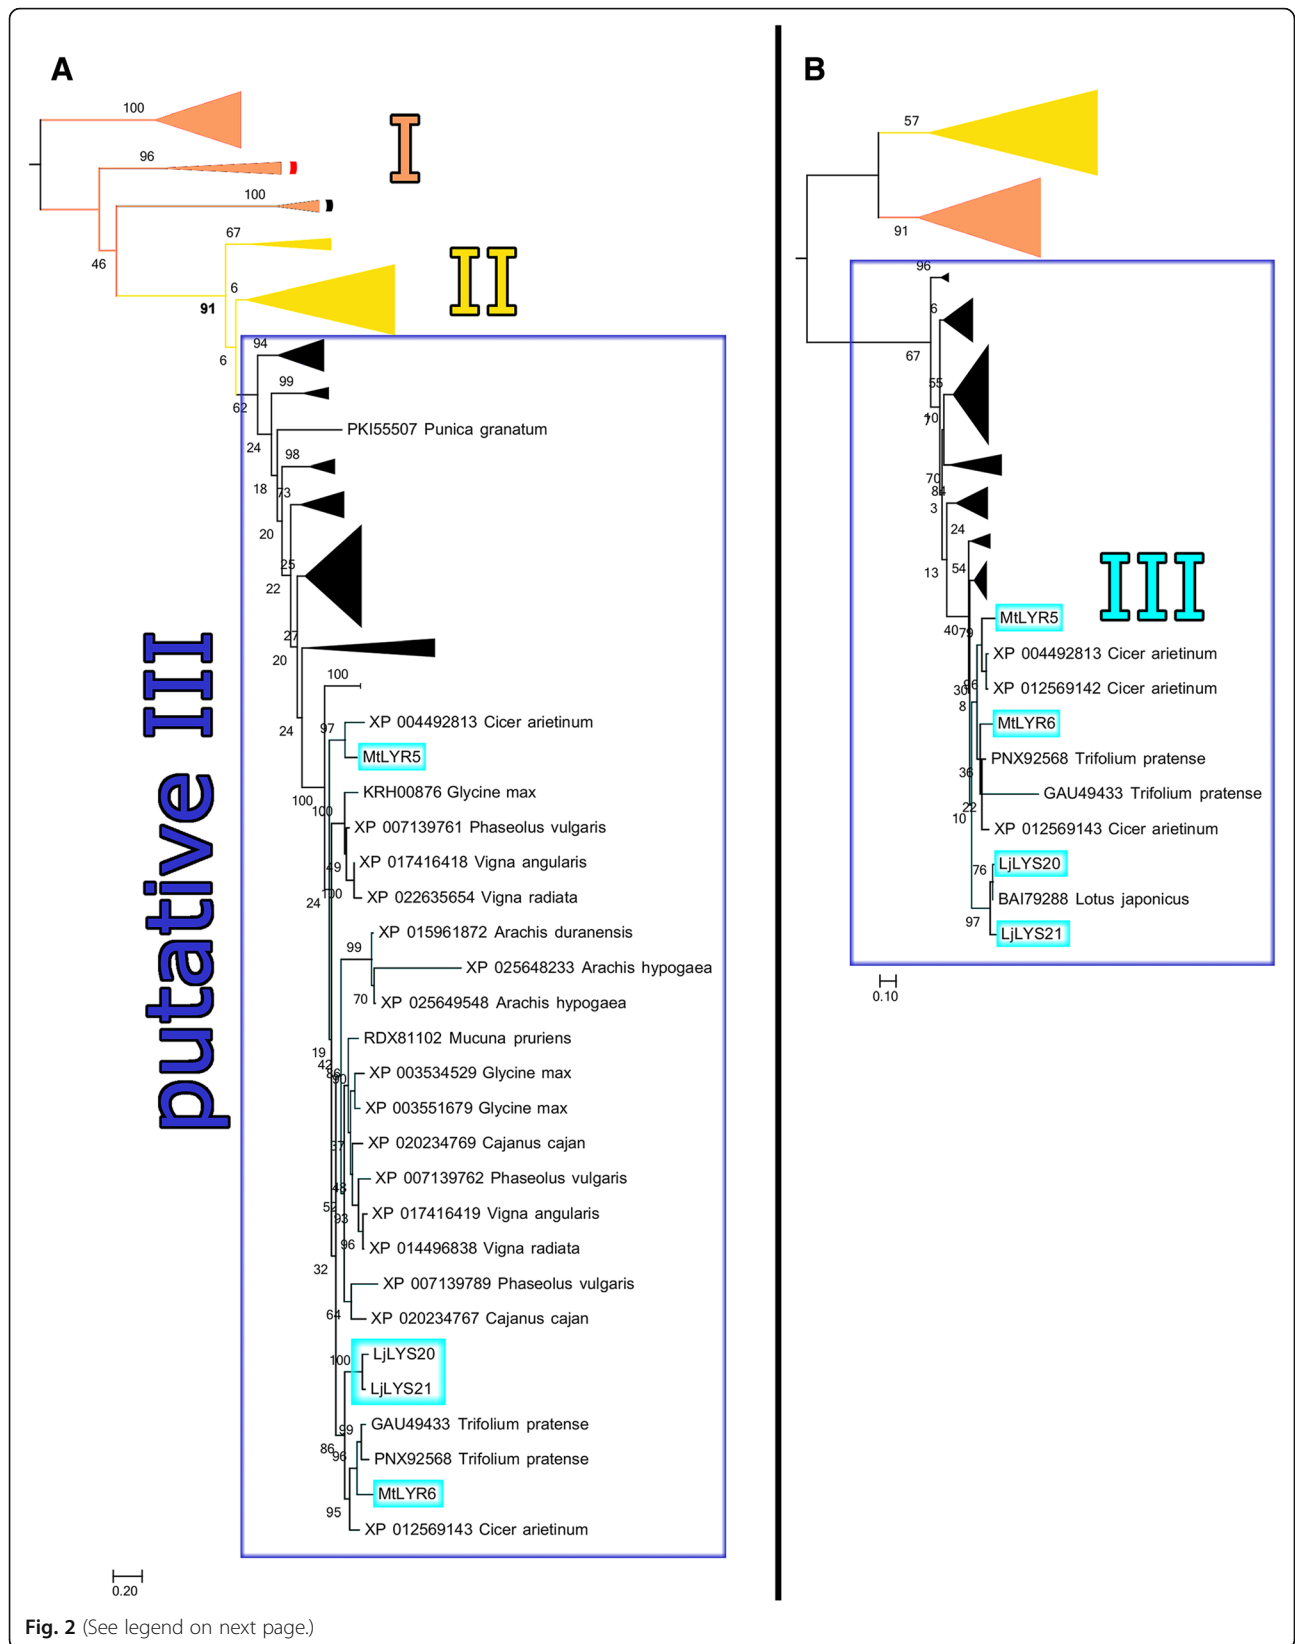 A
B
100
96
100
46
67
6
91
6
I
II
putative III
94
62
99
24
PKI55507 Punica granatum
98
18
73
20
25
22
27
20
24
100
97
XP 004492813 Cicer arietinum
MtLYR5
100
100
KRH00876 Glycine max
XP 007139761 Phaseolus vulgaris
49
XP 017416418 Vigna angularis
100
24
XP 022635654 Vigna radiata
XP 015961872 Arachis duranensis
99
XP 025648233 Arachis hypogaea
70
XP 025649548 Arachis hypogaea
RDX81102 Mucuna pruriens
19
42
XP 003534529 Glycine max
XP 003551679 Glycine max
37
XP 020234769 Cajanus cajan
XP 007139762 Phaseolus vulgaris
48
52
93
XP 017416419 Vigna angularis
96
XP 014496838 Vigna radiata
32
XP 007139789 Phaseolus vulgaris
64
XP 020234767 Cajanus cajan
100
LjLYS20
LjLYS21
99
GAU49433 Trifolium pratense
86
96
PNX92568 Trifolium pratense
MtLYR6
95
XP 012569143 Cicer arietinum
0.20
57
91
96
6
67
55
70
3
24
13
54
III
40
79
MtLYR5
XP 004492813 Cicer arietinum
30
96
XP 012569142 Cicer arietinum
8
MtLYR6
36
PNX92568 Trifolium pratense
GAU49433 Trifolium pratense
22
10
XP 012569143 Cicer arietinum
76
LjLYS20
BAI79288 Lotus japonicus
97
LjLYS21
0.10
Fig. 2 (See legend on next page.)